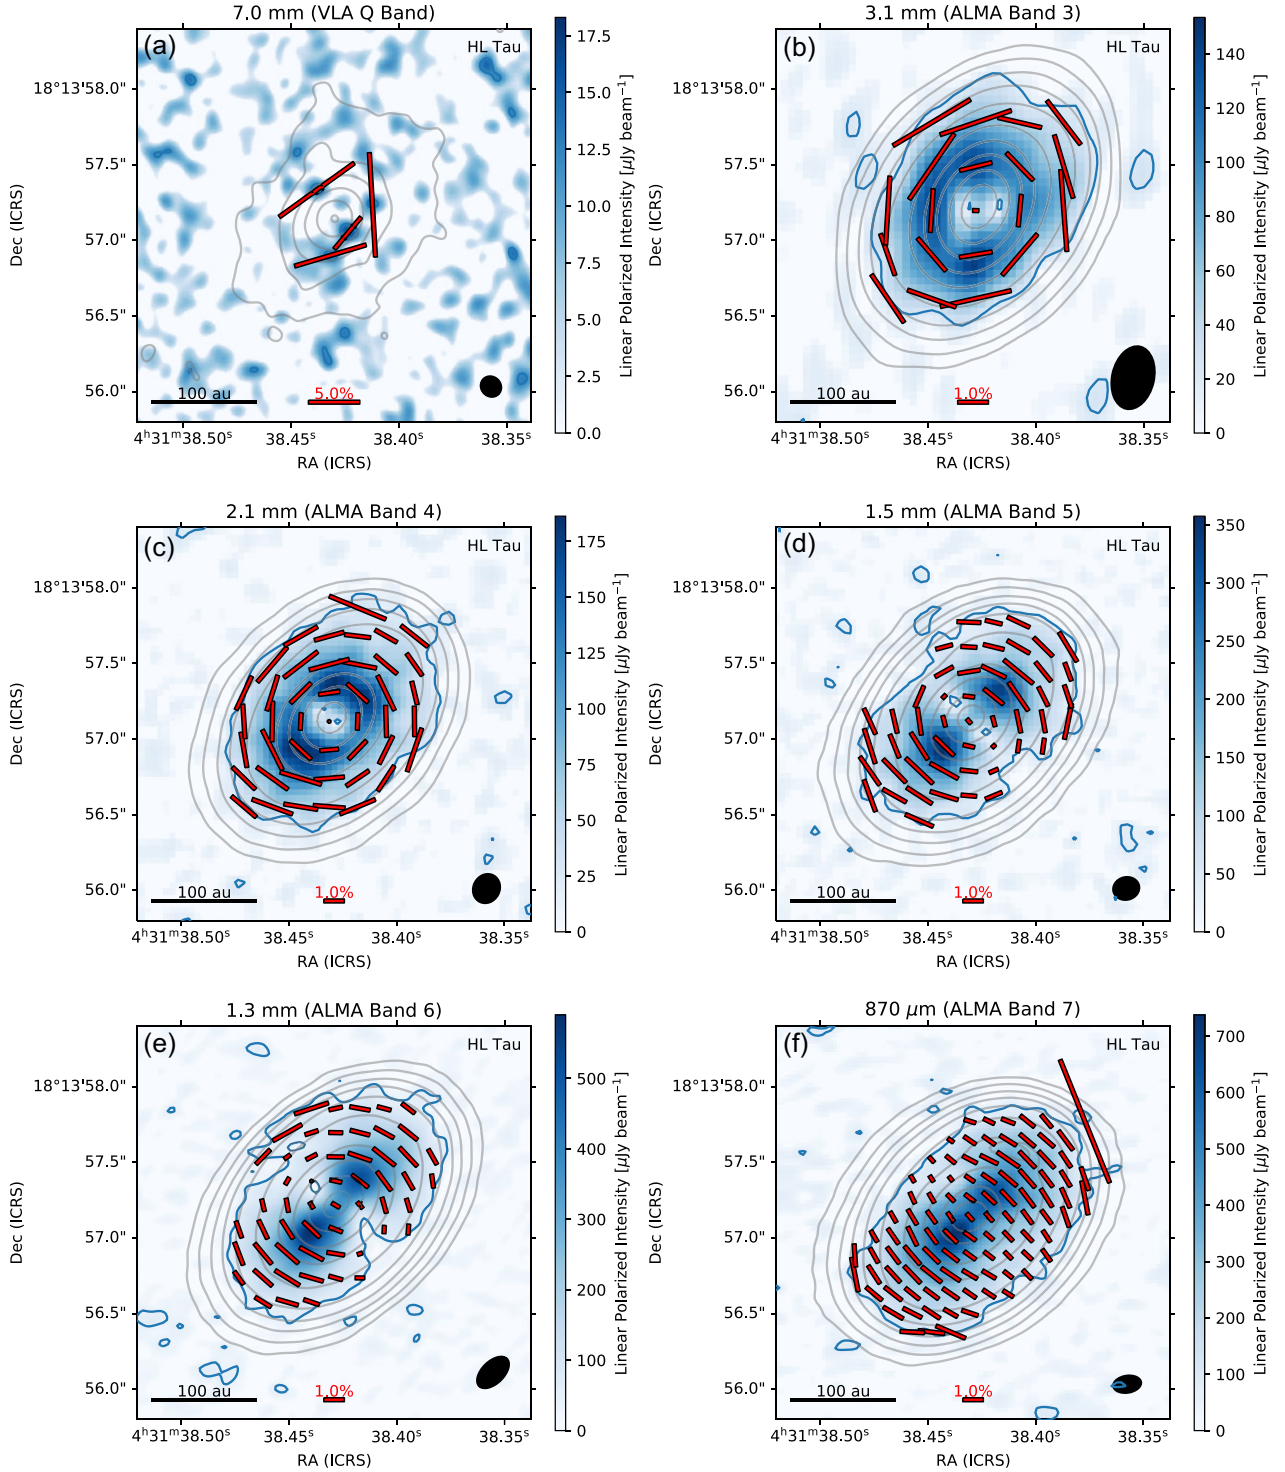 7.0 mm (VLA Q Band)
(a)
HL Tau
18°13'58.0"
57.5"
57.0"
56.5"
56.0"
Dec (ICRS)
100 au
5.0%
4ʰ31ᵐ38.50ˢ
38.45ˢ
38.40ˢ
38.35ˢ
RA (ICRS)
17.5
15.0
12.5
10.0
7.5
5.0
2.5
0.0
Linear Polarized Intensity [μJy beam⁻¹]
3.1 mm (ALMA Band 3)
(b)
HL Tau
18°13'58.0"
57.5"
57.0"
56.5"
56.0"
Dec (ICRS)
100 au
1.0%
4ʰ31ᵐ38.50ˢ
38.45ˢ
38.40ˢ
38.35ˢ
RA (ICRS)
140
120
100
80
60
40
20
0
Linear Polarized Intensity [μJy beam⁻¹]
2.1 mm (ALMA Band 4)
(c)
HL Tau
18°13'58.0"
57.5"
57.0"
56.5"
56.0"
Dec (ICRS)
100 au
1.0%
4ʰ31ᵐ38.50ˢ
38.45ˢ
38.40ˢ
38.35ˢ
RA (ICRS)
175
150
125
100
75
50
25
0
Linear Polarized Intensity [μJy beam⁻¹]
1.5 mm (ALMA Band 5)
(d)
HL Tau
18°13'58.0"
57.5"
57.0"
56.5"
56.0"
Dec (ICRS)
100 au
1.0%
4ʰ31ᵐ38.50ˢ
38.45ˢ
38.40ˢ
38.35ˢ
RA (ICRS)
350
300
250
200
150
100
50
0
Linear Polarized Intensity [μJy beam⁻¹]
1.3 mm (ALMA Band 6)
(e)
HL Tau
18°13'58.0"
57.5"
57.0"
56.5"
56.0"
Dec (ICRS)
100 au
1.0%
4ʰ31ᵐ38.50ˢ
38.45ˢ
38.40ˢ
38.35ˢ
RA (ICRS)
500
400
300
200
100
0
Linear Polarized Intensity [μJy beam⁻¹]
870 μm (ALMA Band 7)
(f)
HL Tau
18°13'58.0"
57.5"
57.0"
56.5"
56.0"
Dec (ICRS)
100 au
1.0%
4ʰ31ᵐ38.50ˢ
38.45ˢ
38.40ˢ
38.35ˢ
RA (ICRS)
700
600
500
400
300
200
100
0
Linear Polarized Intensity [μJy beam⁻¹]